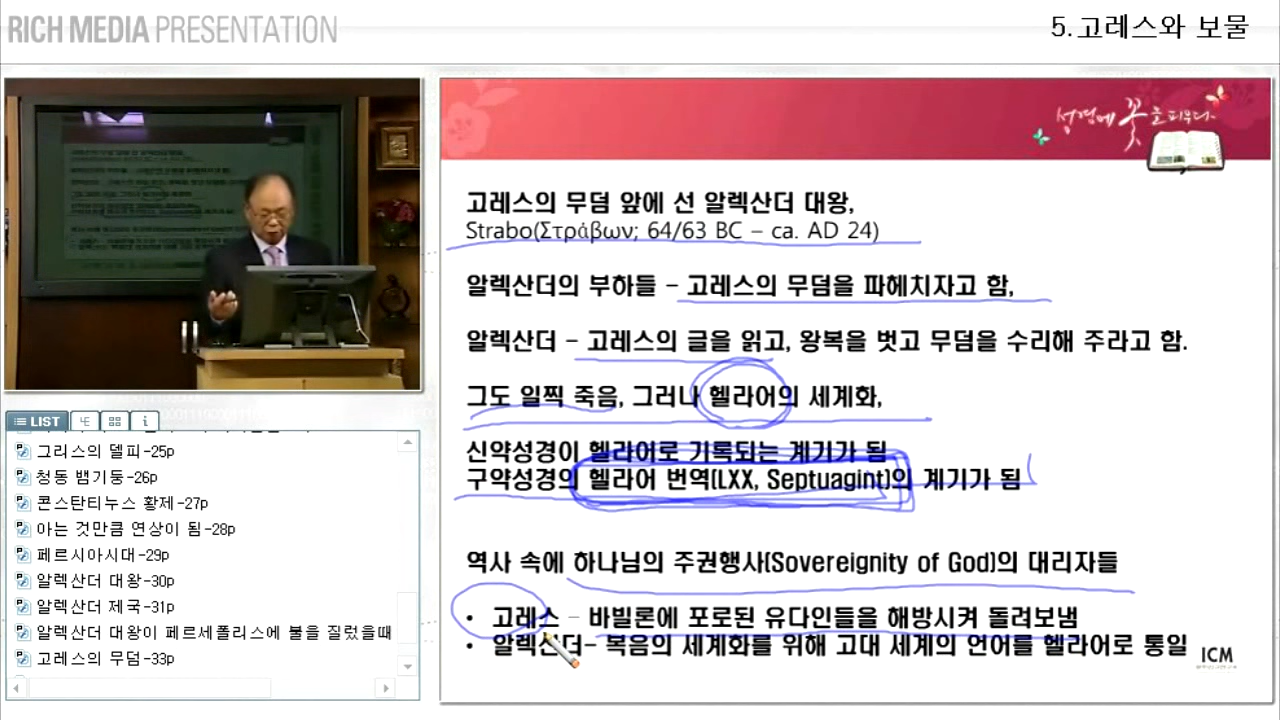 RICH MEDIA PRESENTATION
5.고레스와 보물
성경에 꽃을 피우다
고레스의 무덤 앞에 선 알렉산더 대왕,
Strabo(Στράβων; 64/63 BC – ca. AD 24)
알렉산더의 부하들 – 고레스의 무덤을 파헤치자고 함,
알렉산더 – 고레스의 글을 읽고, 왕복을 벗고 무덤을 수리해 주라고 함.
그도 일찍 죽음, 그러나 헬라어의 세계화,
신약성경이 헬라어로 기록되는 계기가 됨
구약성경의 헬라어 번역(LXX, Septuagint)의 계기가 됨
역사 속에 하나님의 주권행사(Sovereignity of God)의 대리자들
• 고레스 – 바빌론에 포로된 유다인들을 해방시켜 돌려보냄
• 알렉산더– 복음의 세계화를 위해 고대 세계의 언어를 헬라어로 통일
ICM
LIST
그리스의 델피-25p
청동 뱀기둥-26p
콘스탄티누스 황제-27p
아는 것만큼 연상이 됨-28p
페르시아시대-29p
알렉산더 대왕-30p
알렉산더 제국-31p
알렉산더 대왕이 페르세폴리스에 불을 질렀을때
고레스의 무덤-33p